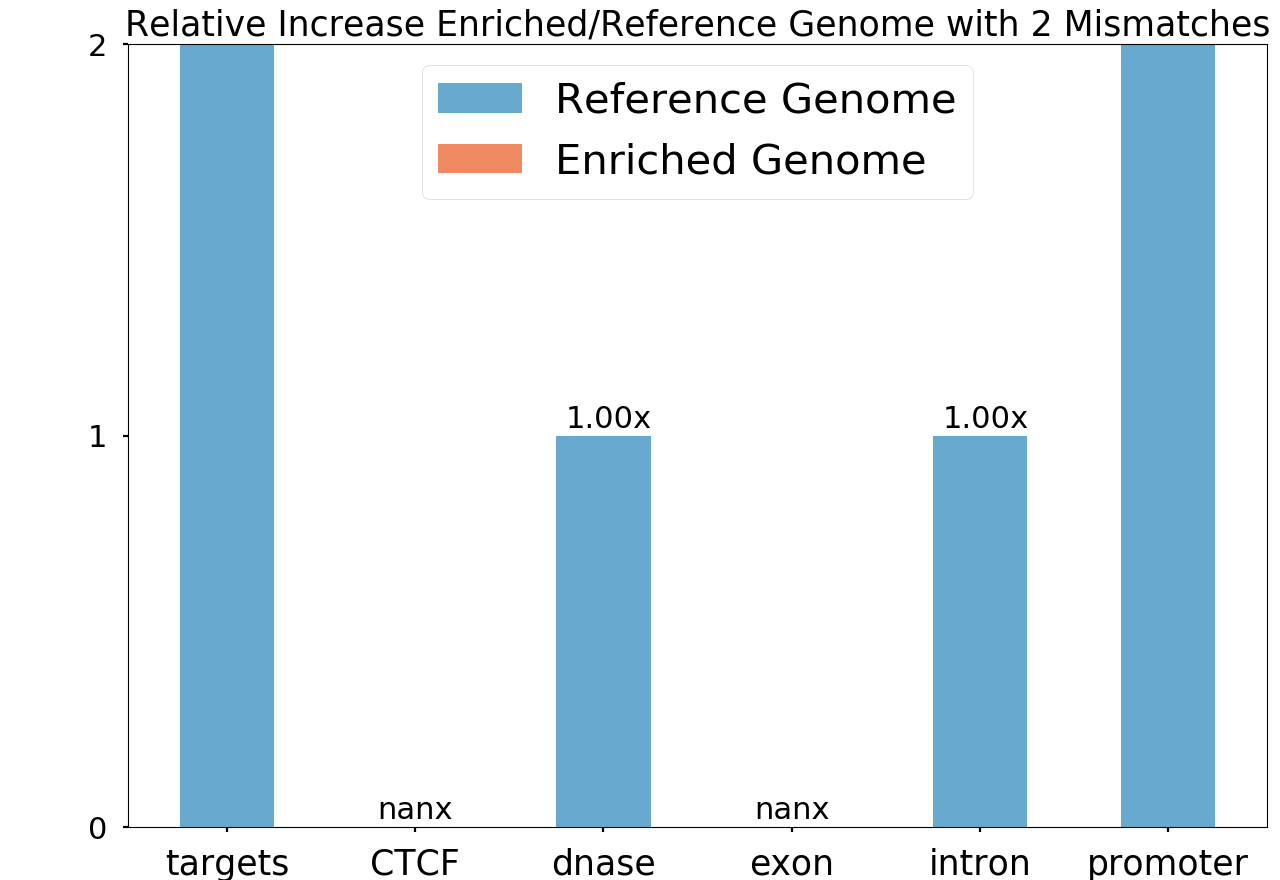 Relative Increase Enriched/Reference Genome with 2 Mismatches
2
Reference Genome
Enriched Genome
1.00x 1.00x
1
nanx nanx
0
targets CTCF dnase exon intron promoter